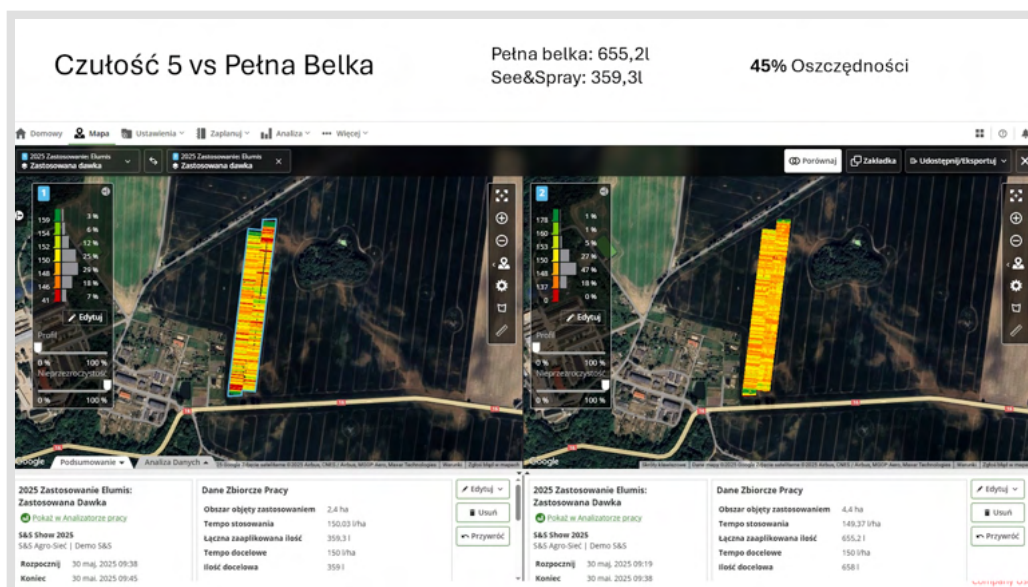 Czułość 5 vs Pełna Belka
Pełna belka: 655,2l
See&Spray: 359,3l
45% Oszczędności
Domowy Mapa Ustawienia Zaplanuj Analiza Więcej
2025 Zastosowanie: Elumis
Zastosowana dawka
2025 Zastosowanie: Elumis
Zastosowana dawka
Porównaj Zakładka Udostępnij/Eksportuj
1
159 3 %
154 6 %
152 12 %
150 25 %
148 29 %
146 18 %
41 7 %
Edytuj
Profil
0 % 100 %
Nieprzezroczystość
0 % 100 %
Google
2
178 1 %
160 1 %
153 5 %
150 27 %
148 47 %
137 18 %
0 0 %
Edytuj
Profil
0 % 100 %
Nieprzezroczystość
0 % 100 %
Google
Podsumowanie Analiza Danych
2025 Zastosowanie Elumis:
Zastosowana Dawka
Pokaż w Analizatorze pracy
S&S Show 2025
S&S Agro-Sieć | Demo S&S
Rozpocznij 30 maj, 2025 09:38
Koniec 30 maj, 2025 09:45
Dane Zbiorcze Pracy
Obszar objęty zastosowaniem 2,4 ha
Tempo stosowania 150,03 l/ha
Łączna zaaplikowana ilość 359,3 l
Tempo docelowe 150 l/ha
Ilość docelowa 359 l
Edytuj
Usuń
Przywróć
2025 Zastosowanie Elumis:
Zastosowana Dawka
Pokaż w Analizatorze pracy
S&S Show 2025
S&S Agro-Sieć | Demo S&S
Rozpocznij 30 maj, 2025 09:19
Koniec 30 maj, 2025 09:38
Dane Zbiorcze Pracy
Obszar objęty zastosowaniem 4,4 ha
Tempo stosowania 149,37 l/ha
Łączna zaaplikowana ilość 655,2 l
Tempo docelowe 150 l/ha
Ilość docelowa 658 l
Edytuj
Usuń
Przywróć